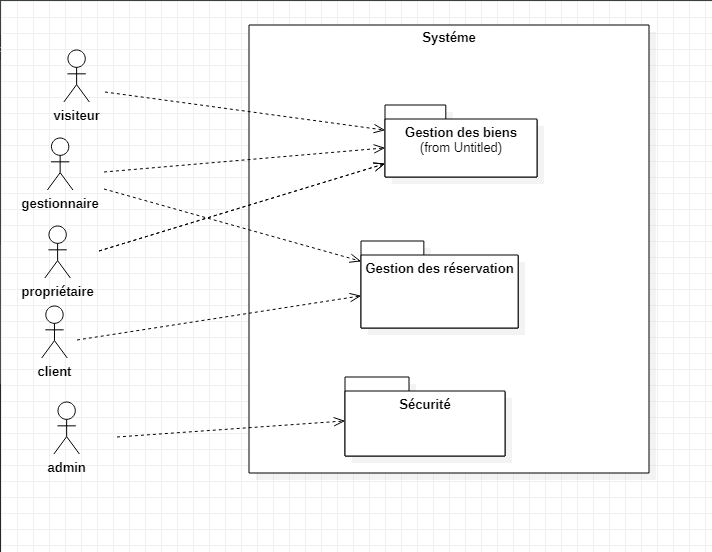 Systéme
visiteur
Gestion des biens
(from Untitled)
gestionnaire
Gestion des réservation
propriétaire
client
Sécurité
admin